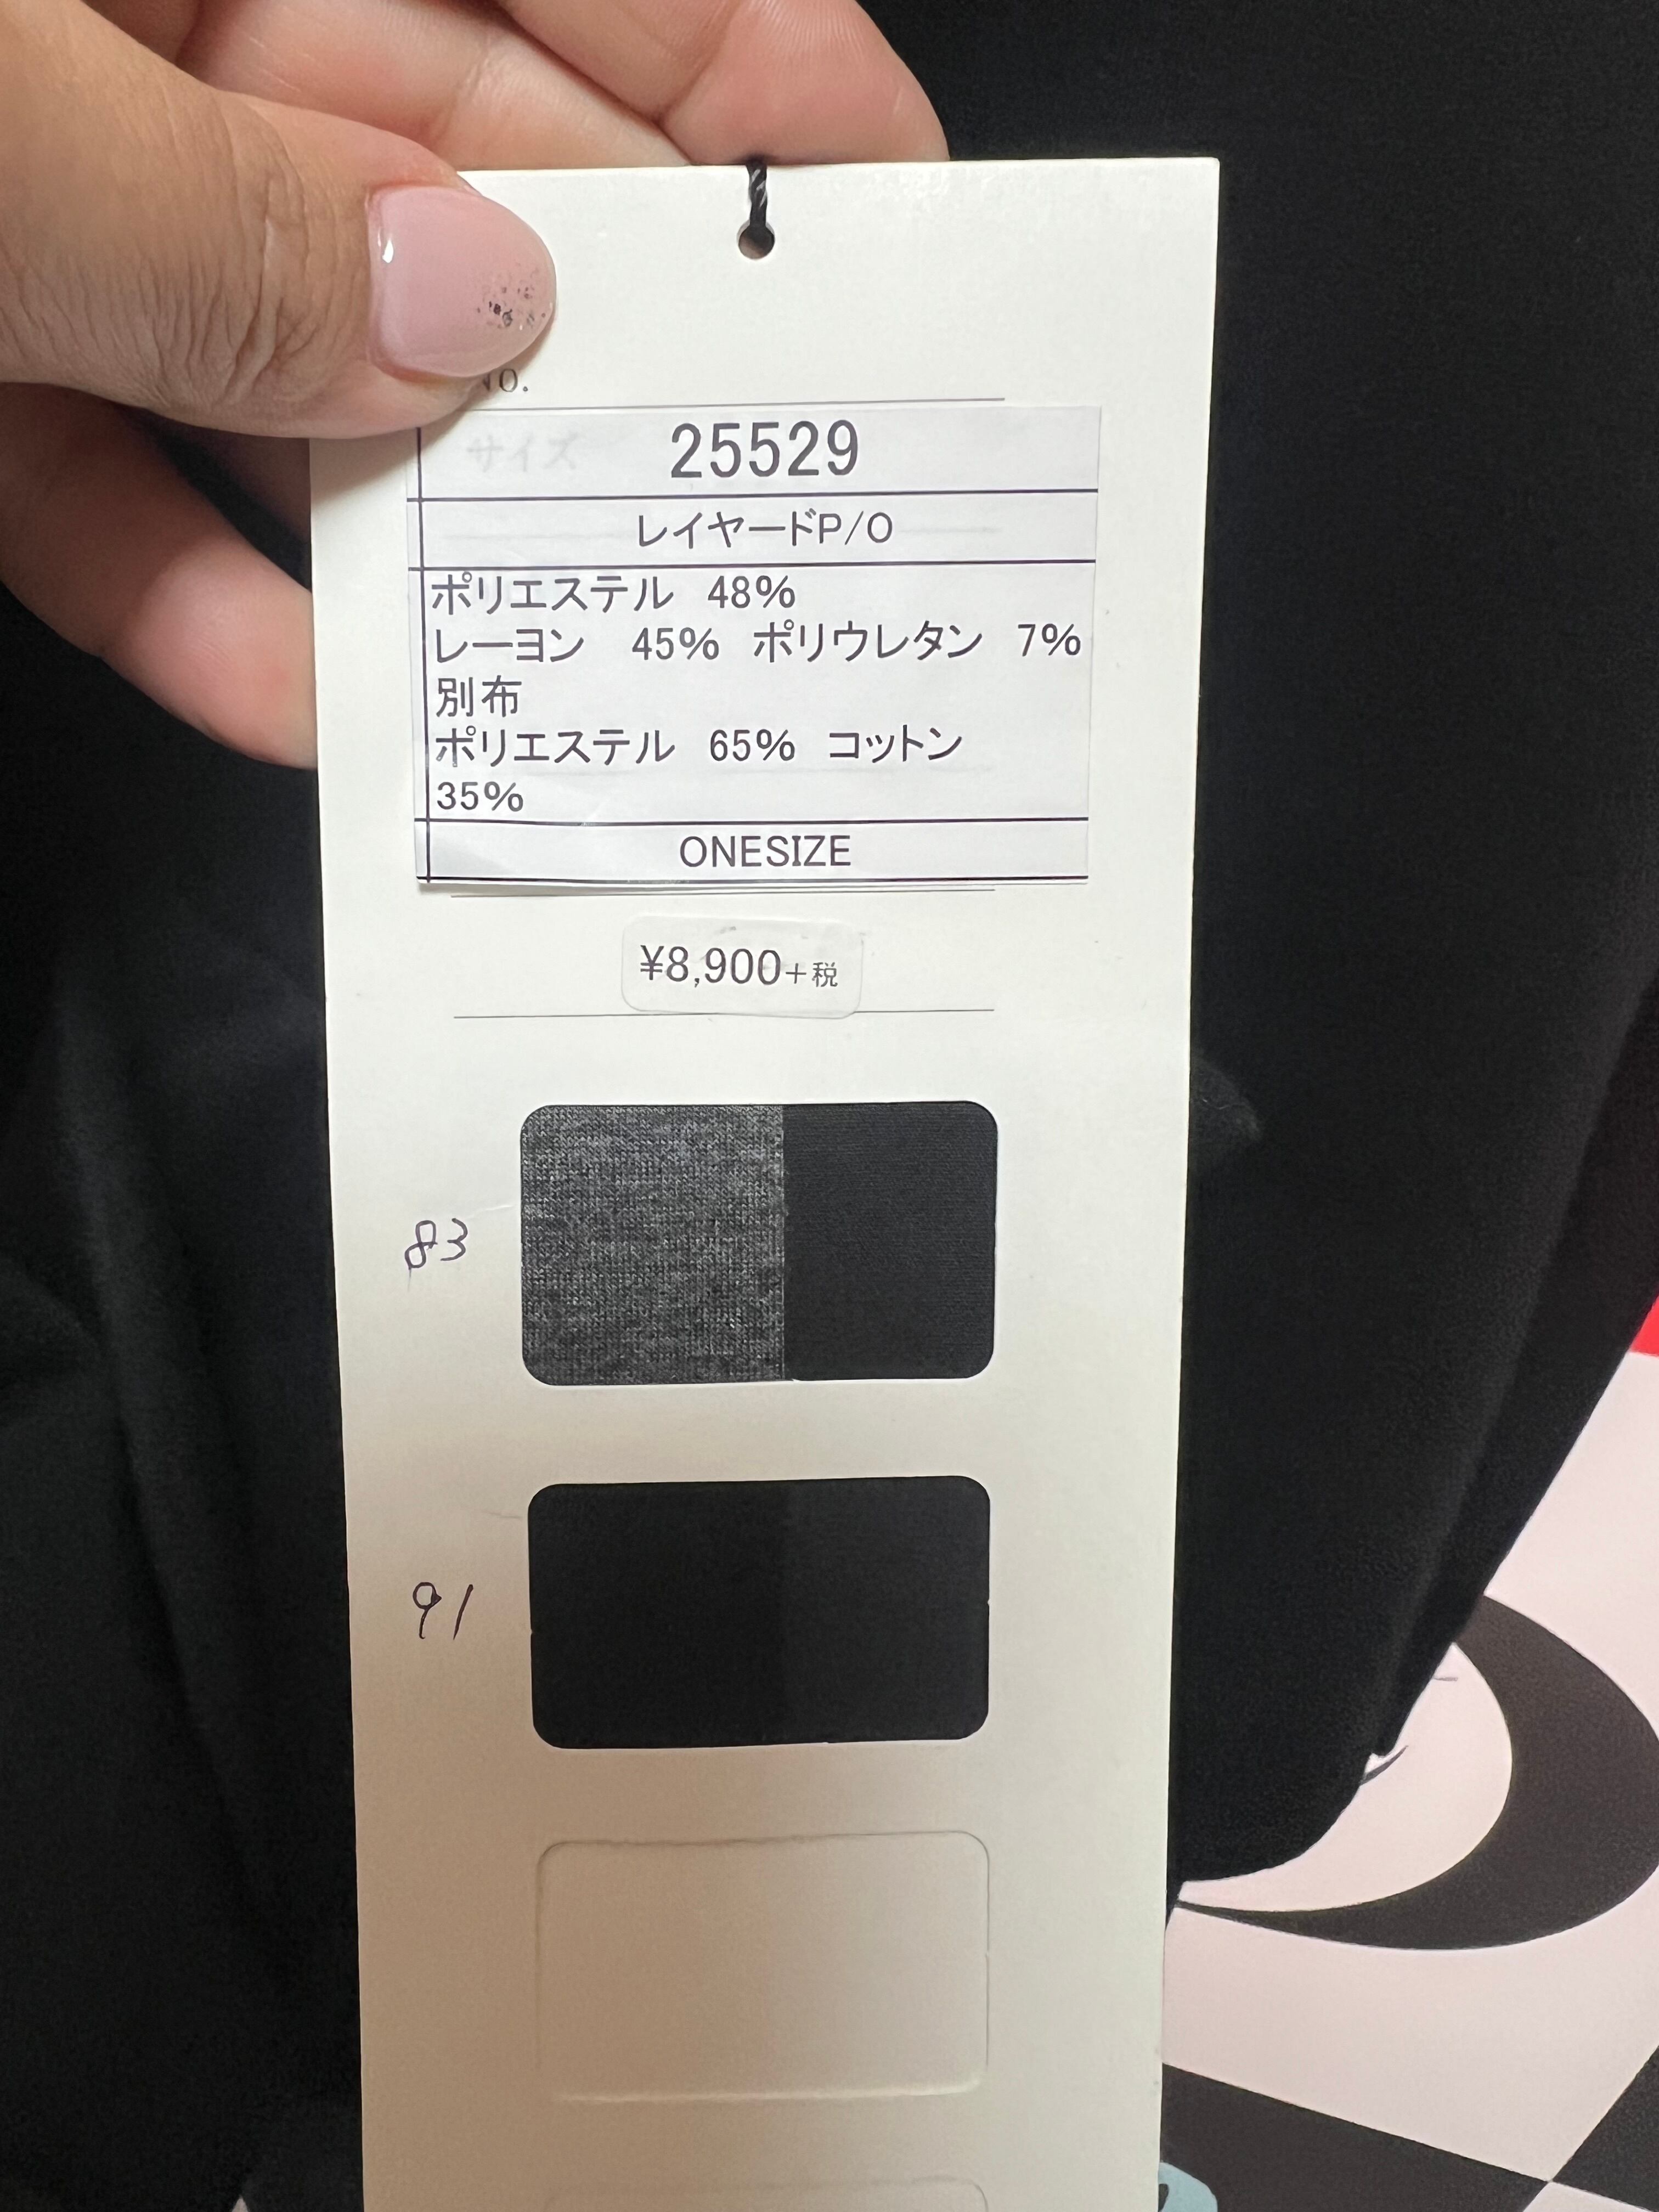 No.
サイズ 25529
レイヤードP/O
ポリエステル 48%
レーヨン 45% ポリウレタン 7%
別布
ポリエステル 65% コットン
35%
ONESIZE
¥8,900+税
83
91